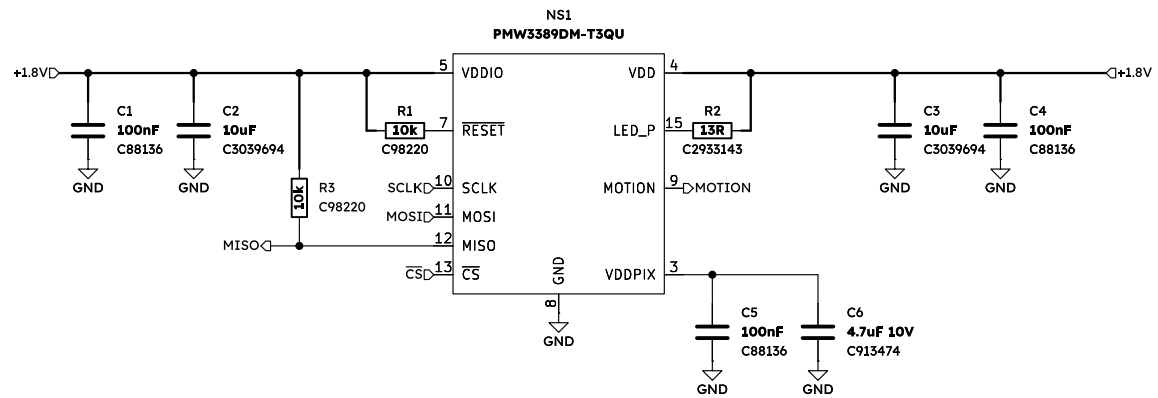 NS1
PMW3389DM-T3QU
+1.8V
5
VDDIO
VDD
4
+1.8V
C1
100nF
C88136
GND
C2
10uF
C3039694
GND
R1
10k
C98220
7
RESET
LED_P
15
R2
13R
C2933143
C3
10uF
C3039694
GND
C4
100nF
C88136
GND
R3
10k
C98220
SCLK
10
SCLK
MOTION
9
MOTION
MOSI
11
MOSI
MISO
12
MISO
CS
13
CS
GND
8
GND
VDDPIX
3
C5
100nF
C88136
GND
C6
4.7uF 10V
C913474
GND